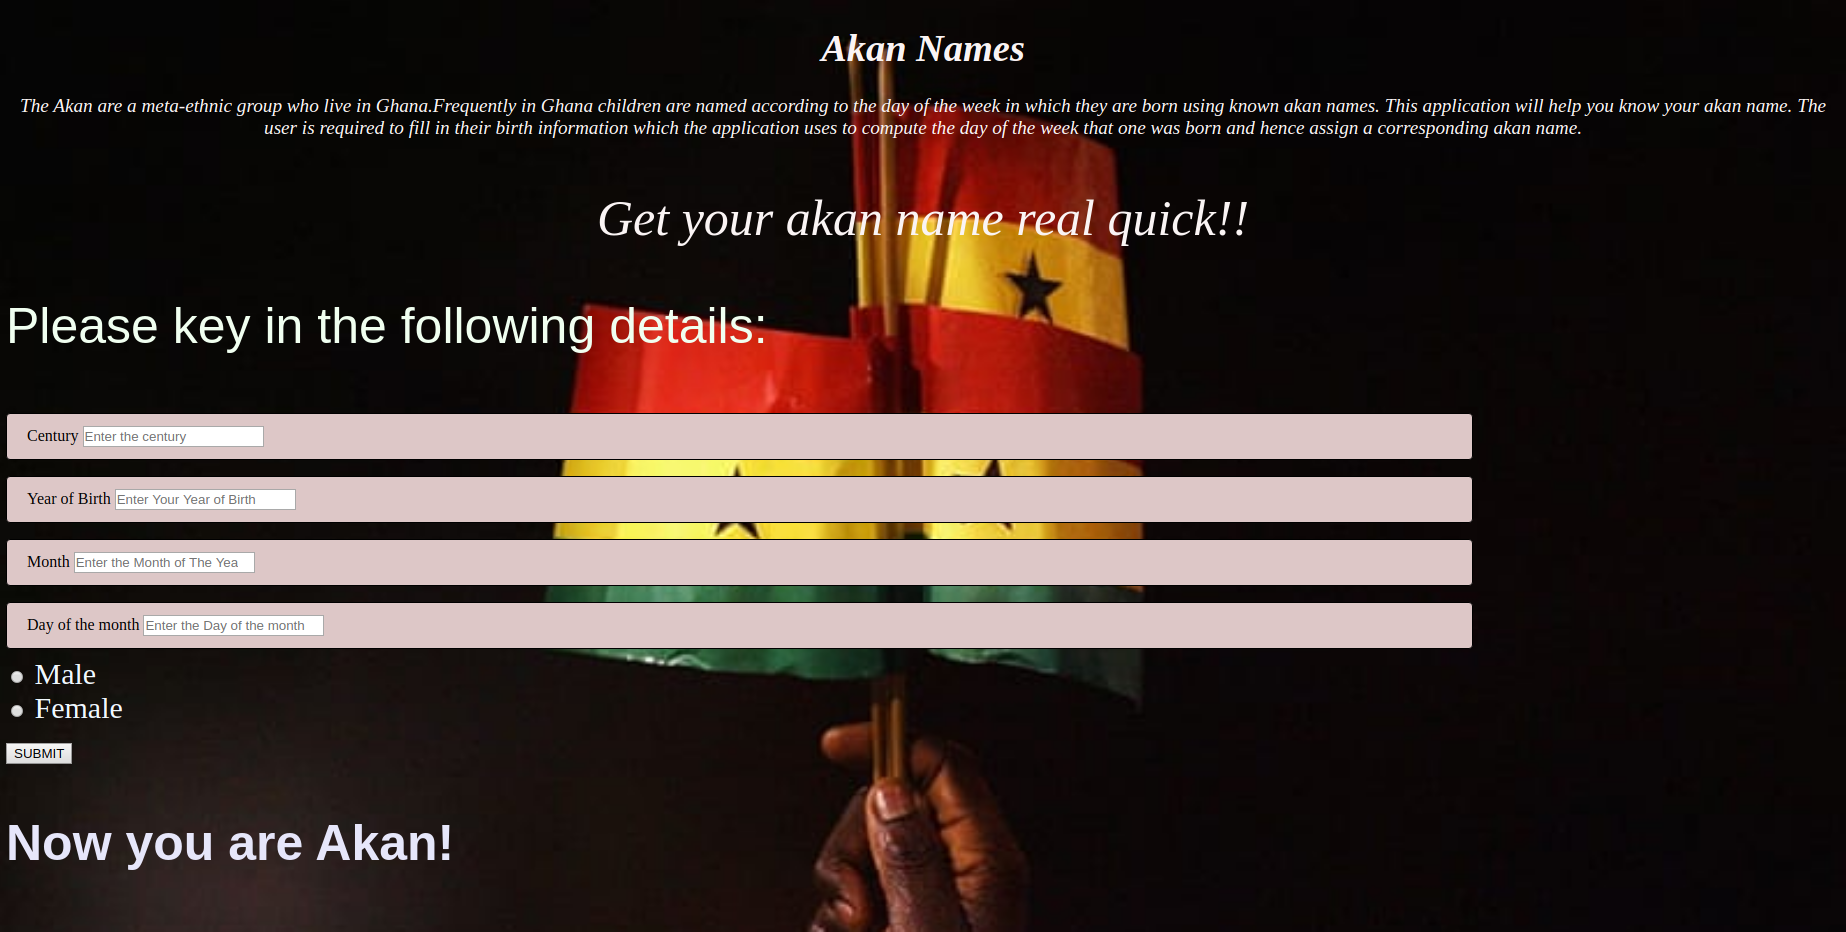 Akan Names
The Akan are a meta-ethnic group who live in Ghana.Frequently in Ghana children are named according to the day of the week in which they are born using known akan names. This application will help you know your akan name. The
user is required to fill in their birth information which the application uses to compute the day of the week that one was born and hence assign a corresponding akan name.
Get your akan name real quick!!
Please key in the following details:
Century Enter the century
Year of Birth Enter Your Year of Birth
Month Enter the Month of The Yea
Day of the month Enter the Day of the month
Male
Female
SUBMIT
Now you are Akan!